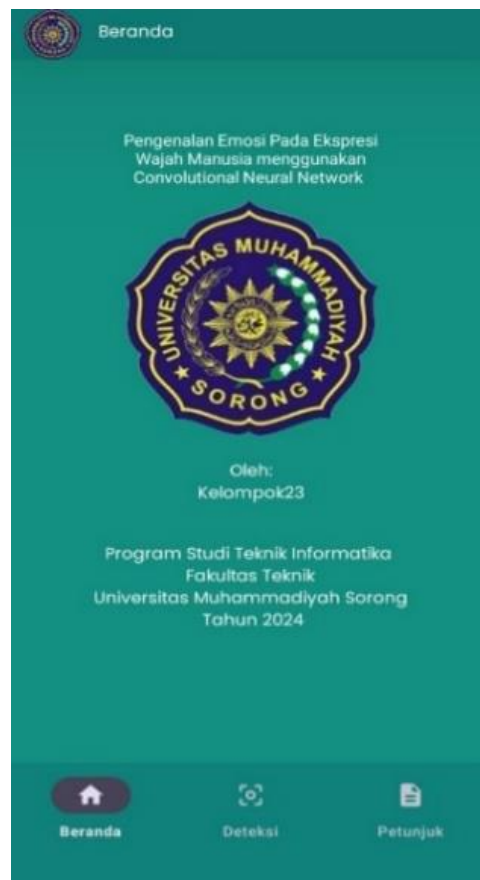 Beranda
Pengenalan Emosi Pada Ekspresi
Wajah Manusia menggunakan
Convolutional Neural Network
UNIVERSITAS MUHAMMADIYAH
SORONG
Oleh:
Kelompok23
Program Studi Teknik Informatika
Fakultas Teknik
Universitas Muhammadiyah Sorong
Tahun 2024
Beranda Deteksi Petunjuk